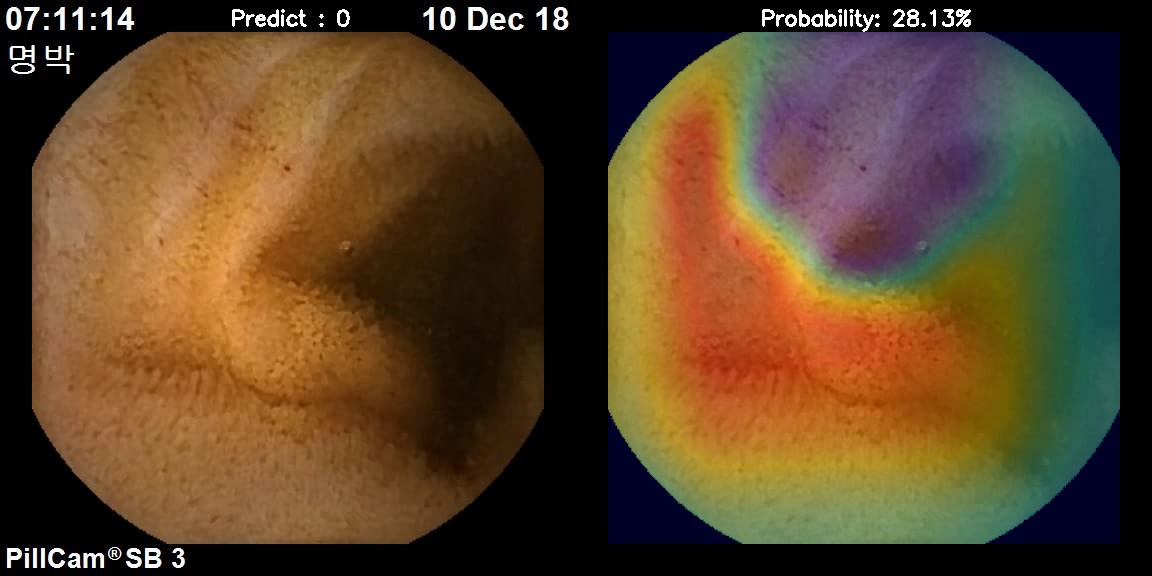 07:11:14
Predict : 0
10 Dec 18
Probability: 28.13%
명박
PillCam® SB 3